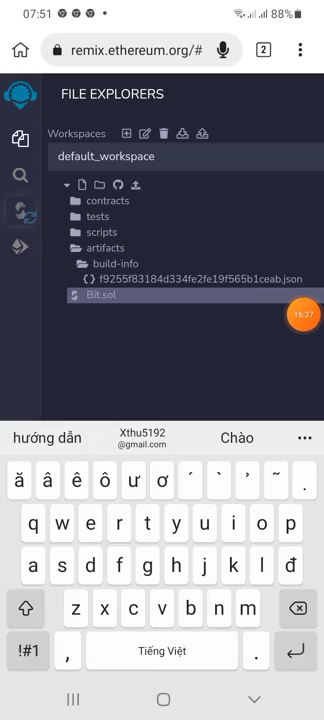 07:51
88%
remix.ethereum.org/#
2
FILE EXPLORERS
Workspaces
default_workspace
contracts
tests
scripts
artifacts
build-info
{} f9255f83184d334fe2fe19f565b1ceab.json
Bít.sol
16:27
hướng dẫn
Xthu5192
@gmail.com
Chào
ă â ê ô ư ơ ´ ` ̉ ~ .
q w e r t y u i o p
a s d f g h j k l đ
z x c v b n m
!#1 , Tiếng Việt .